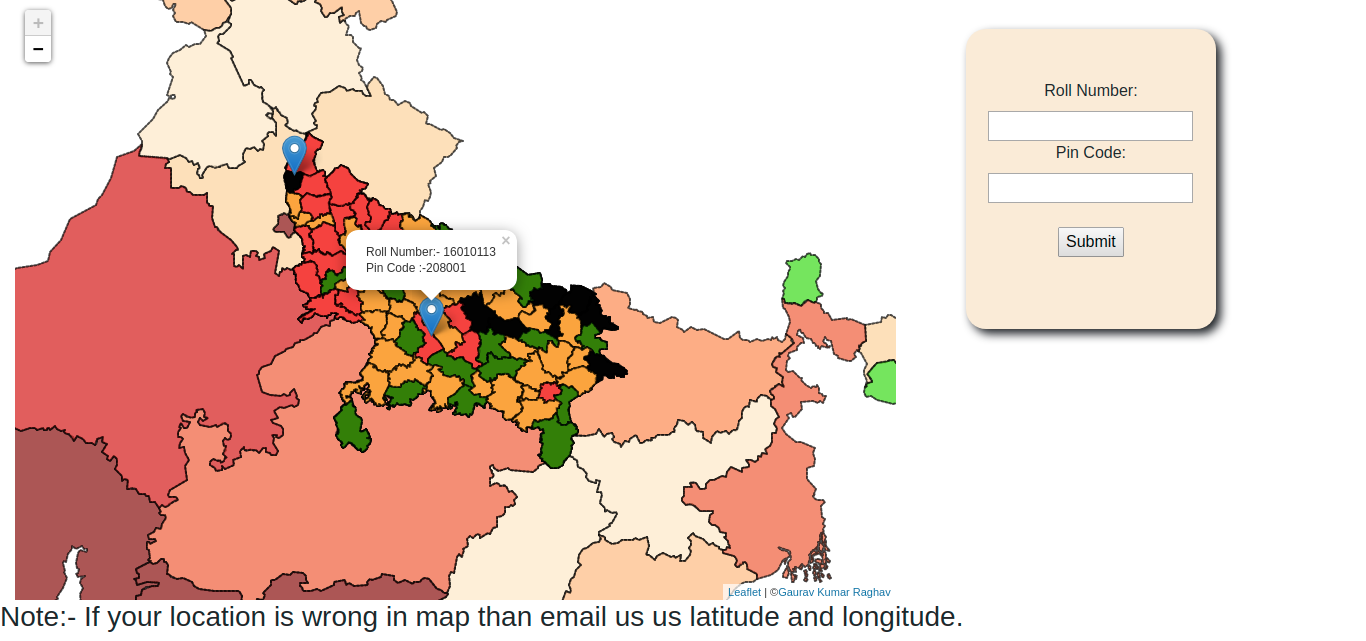 +
−
Roll Number:- 16010113
Pin Code :-208001
×
Leaflet | ©Gaurav Kumar Raghav
Roll Number:
Pin Code:
Submit
Note:- If your location is wrong in map than email us us latitude and longitude.